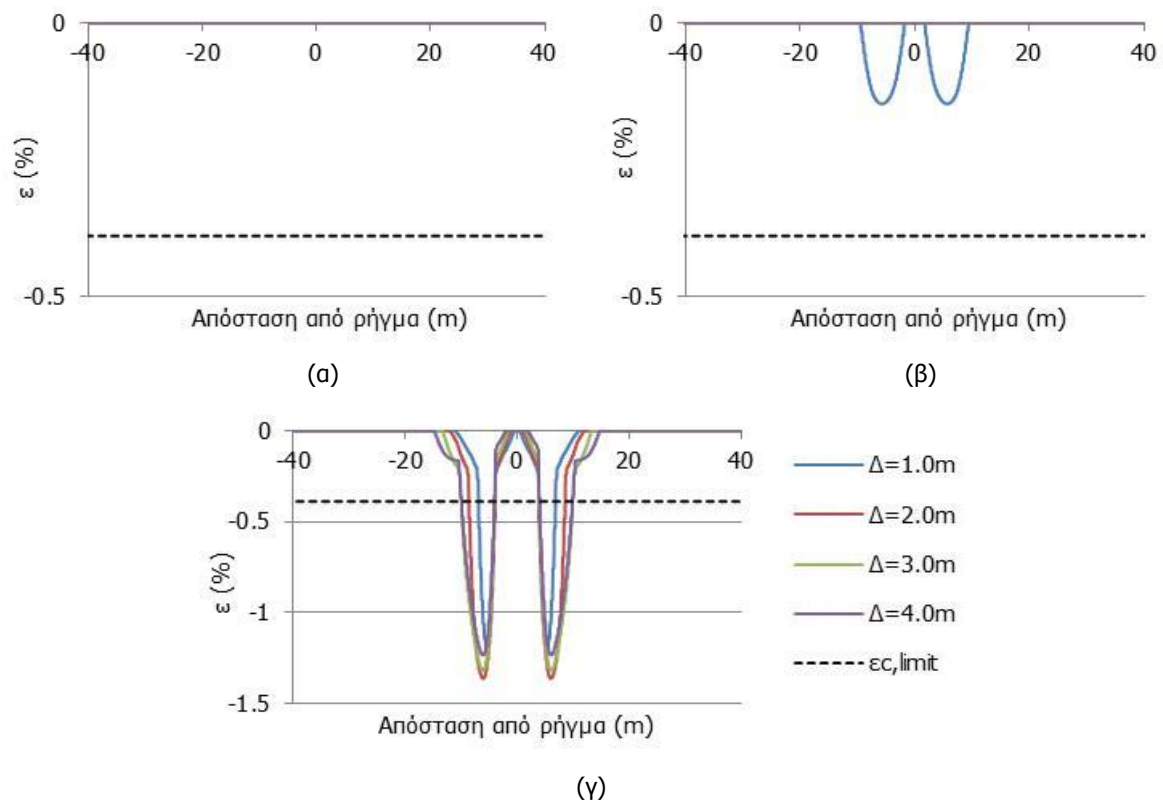 0
-40 -20 0 20 40
ε (%)
-0.5
Απόσταση από ρήγμα (m)
(α)
0
-40 -20 0 20 40
ε (%)
-0.5
Απόσταση από ρήγμα (m)
(β)
0
-40 -20 0 20 40
-0.5
ε (%)
-1
-1.5
Απόσταση από ρήγμα (m)
Δ=1.0m
Δ=2.0m
Δ=3.0m
Δ=4.0m
εc,limit
(γ)